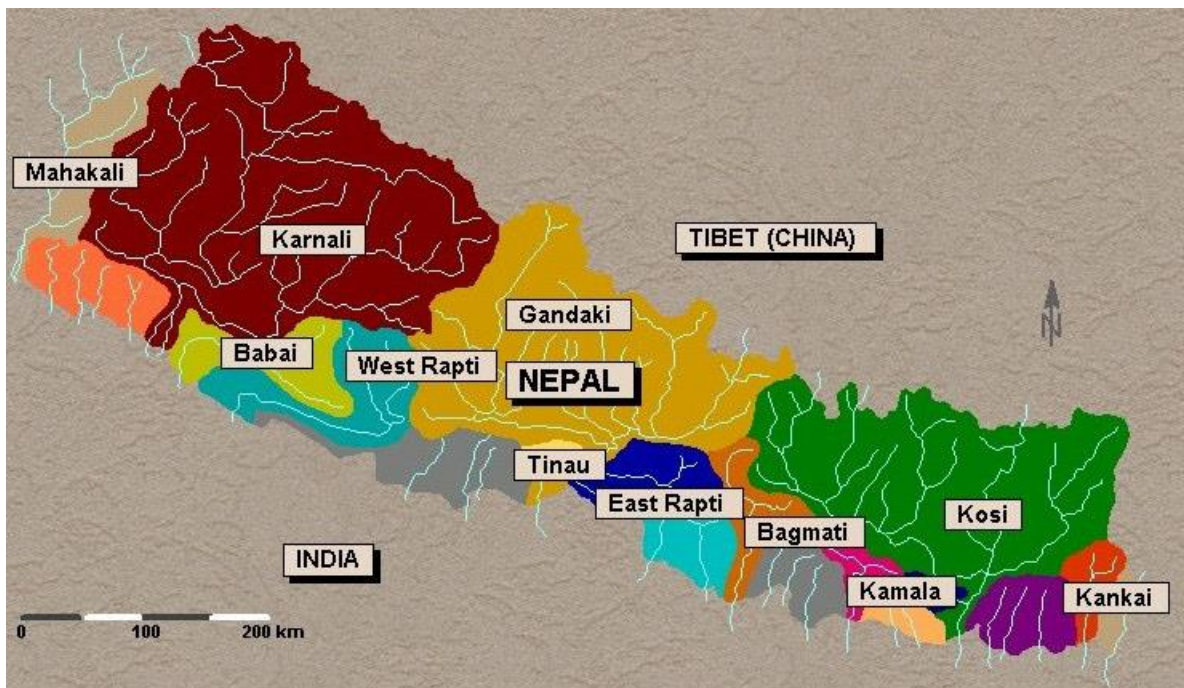 Mahakali
Karnali
TIBET (CHINA)
Gandaki
Babai
West Rapti
NEPAL
Tinau
East Rapti
Bagmati
Kosi
INDIA
Kamala
Kankai
0 100 200 km
N